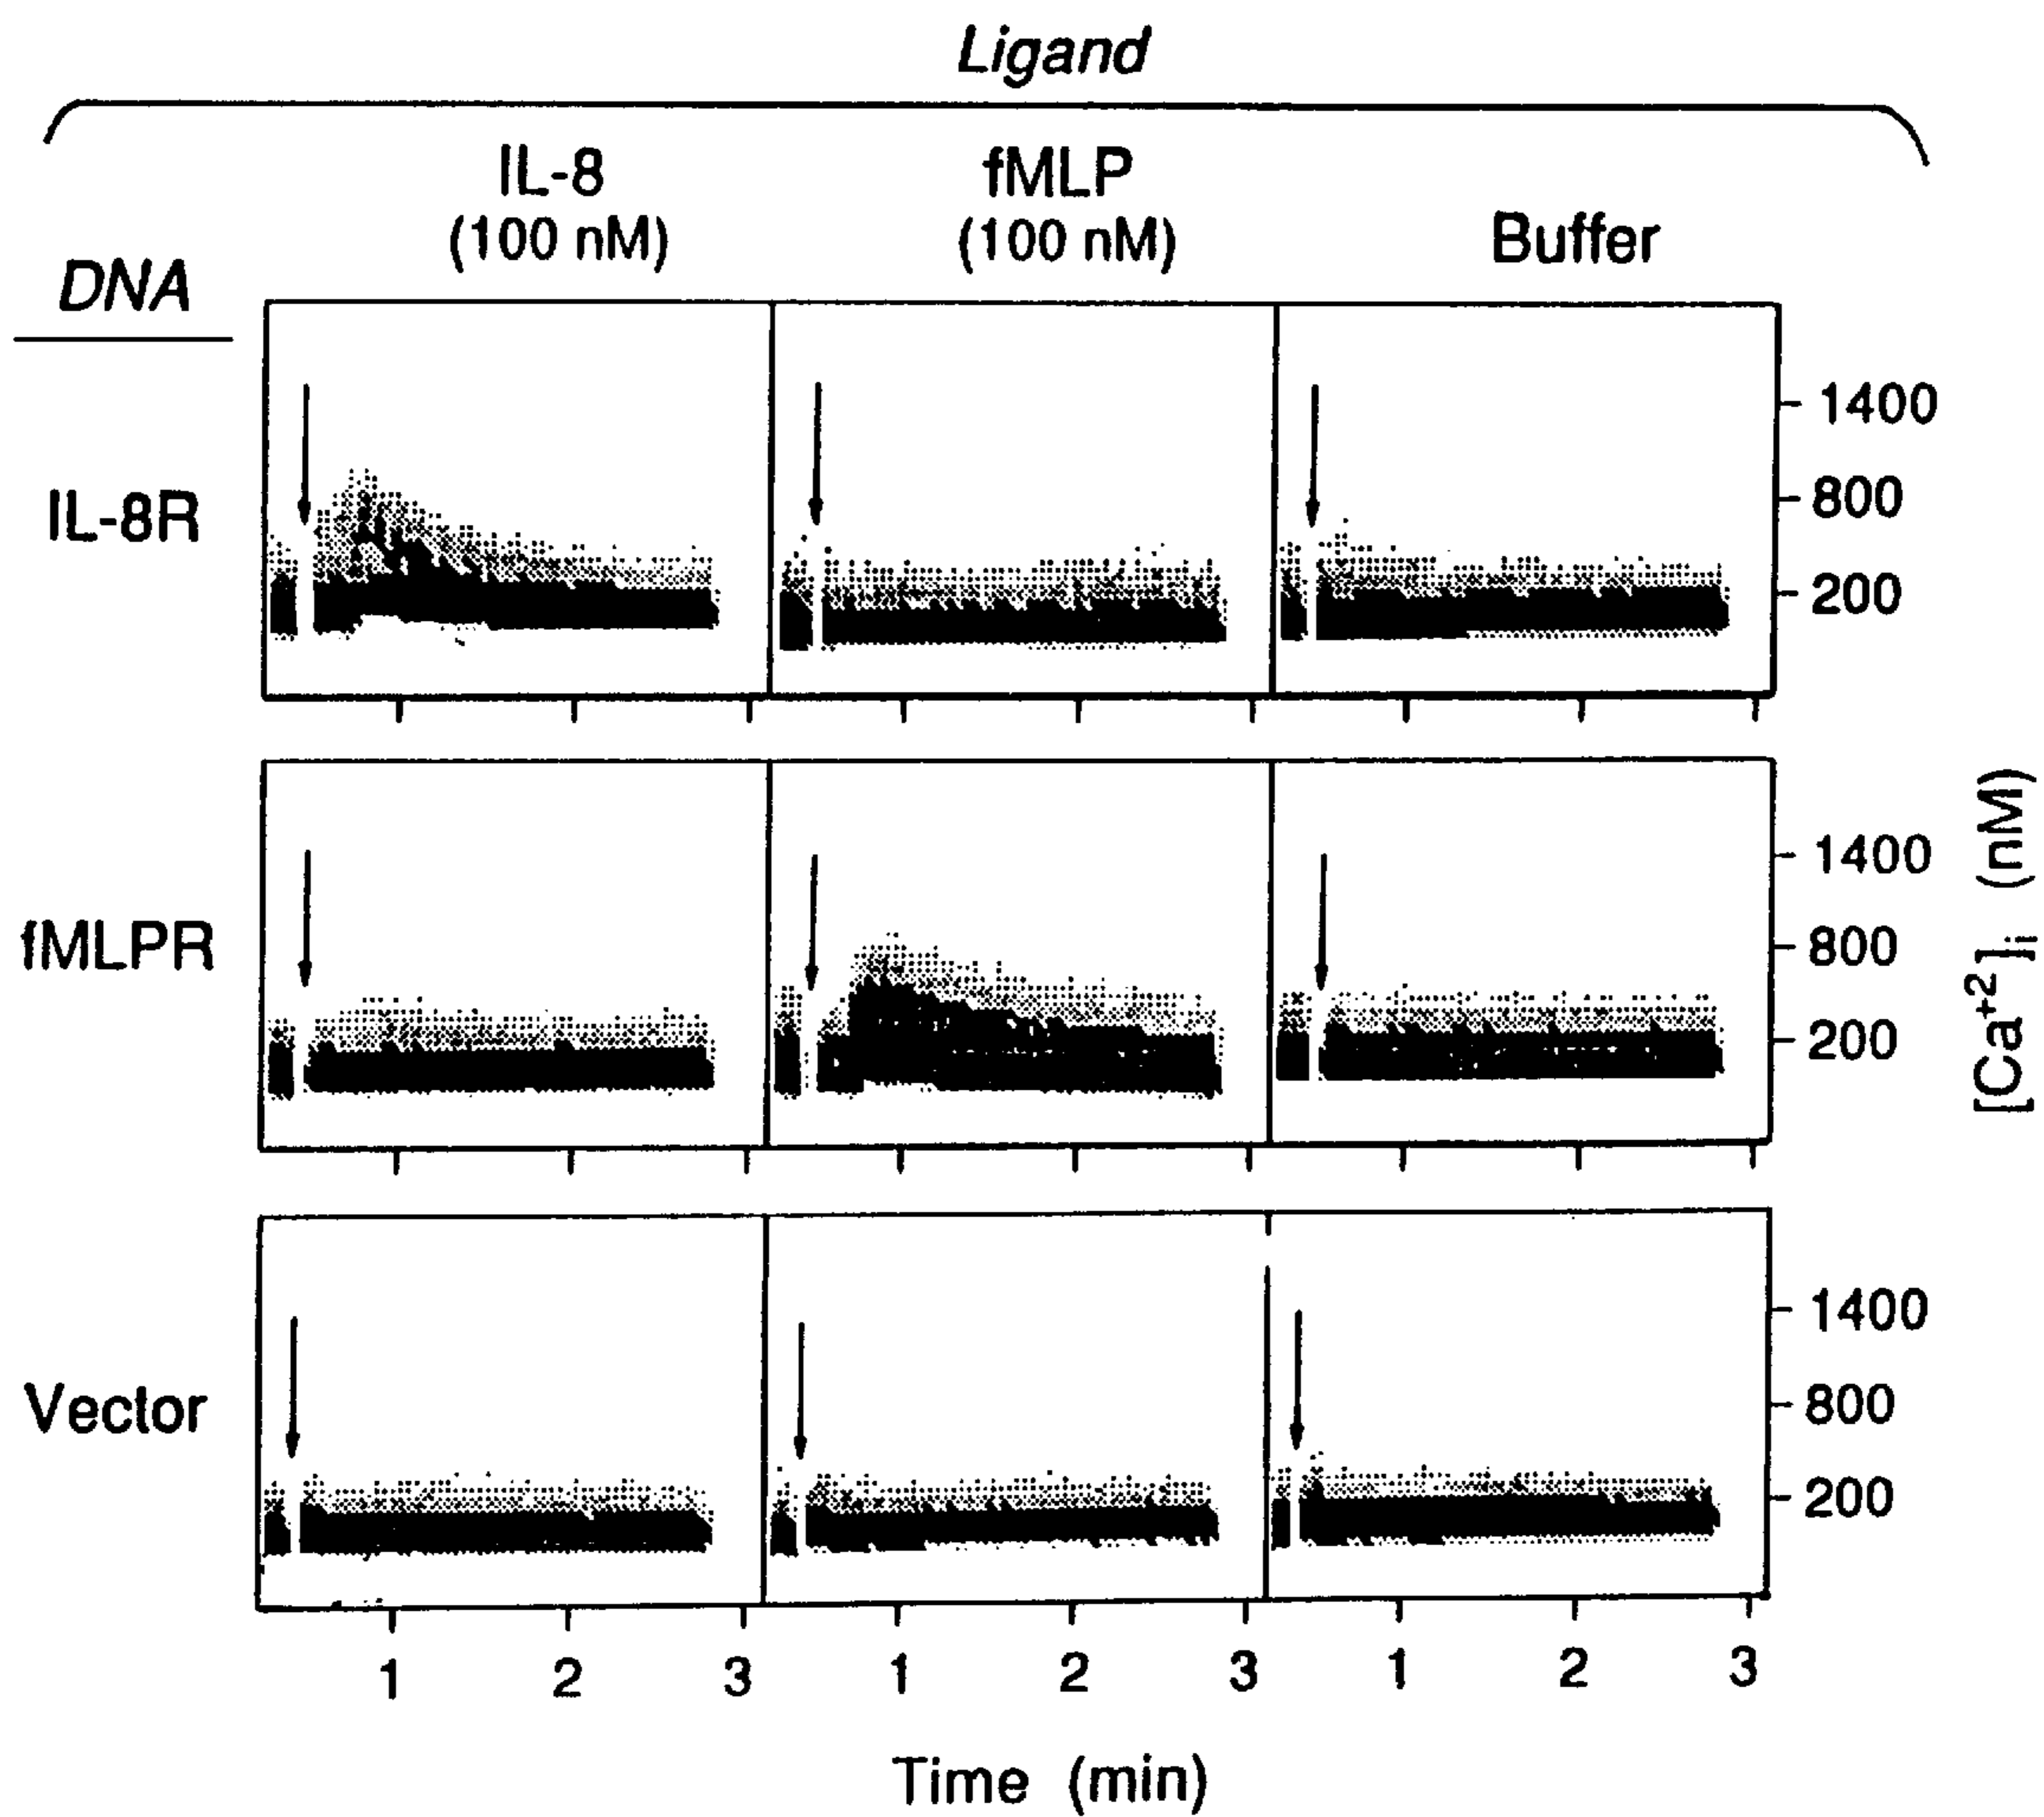 Ligand
IL-8 fMLP
(100 nM) (100 nM) Buffer
DNA
IL-8R
1400
800
200
fMLPR
1400
800
200
[Ca+2]i (nM)
Vector
1400
800
200
1 2 3 1 2 3 1 2 3
Time (min)